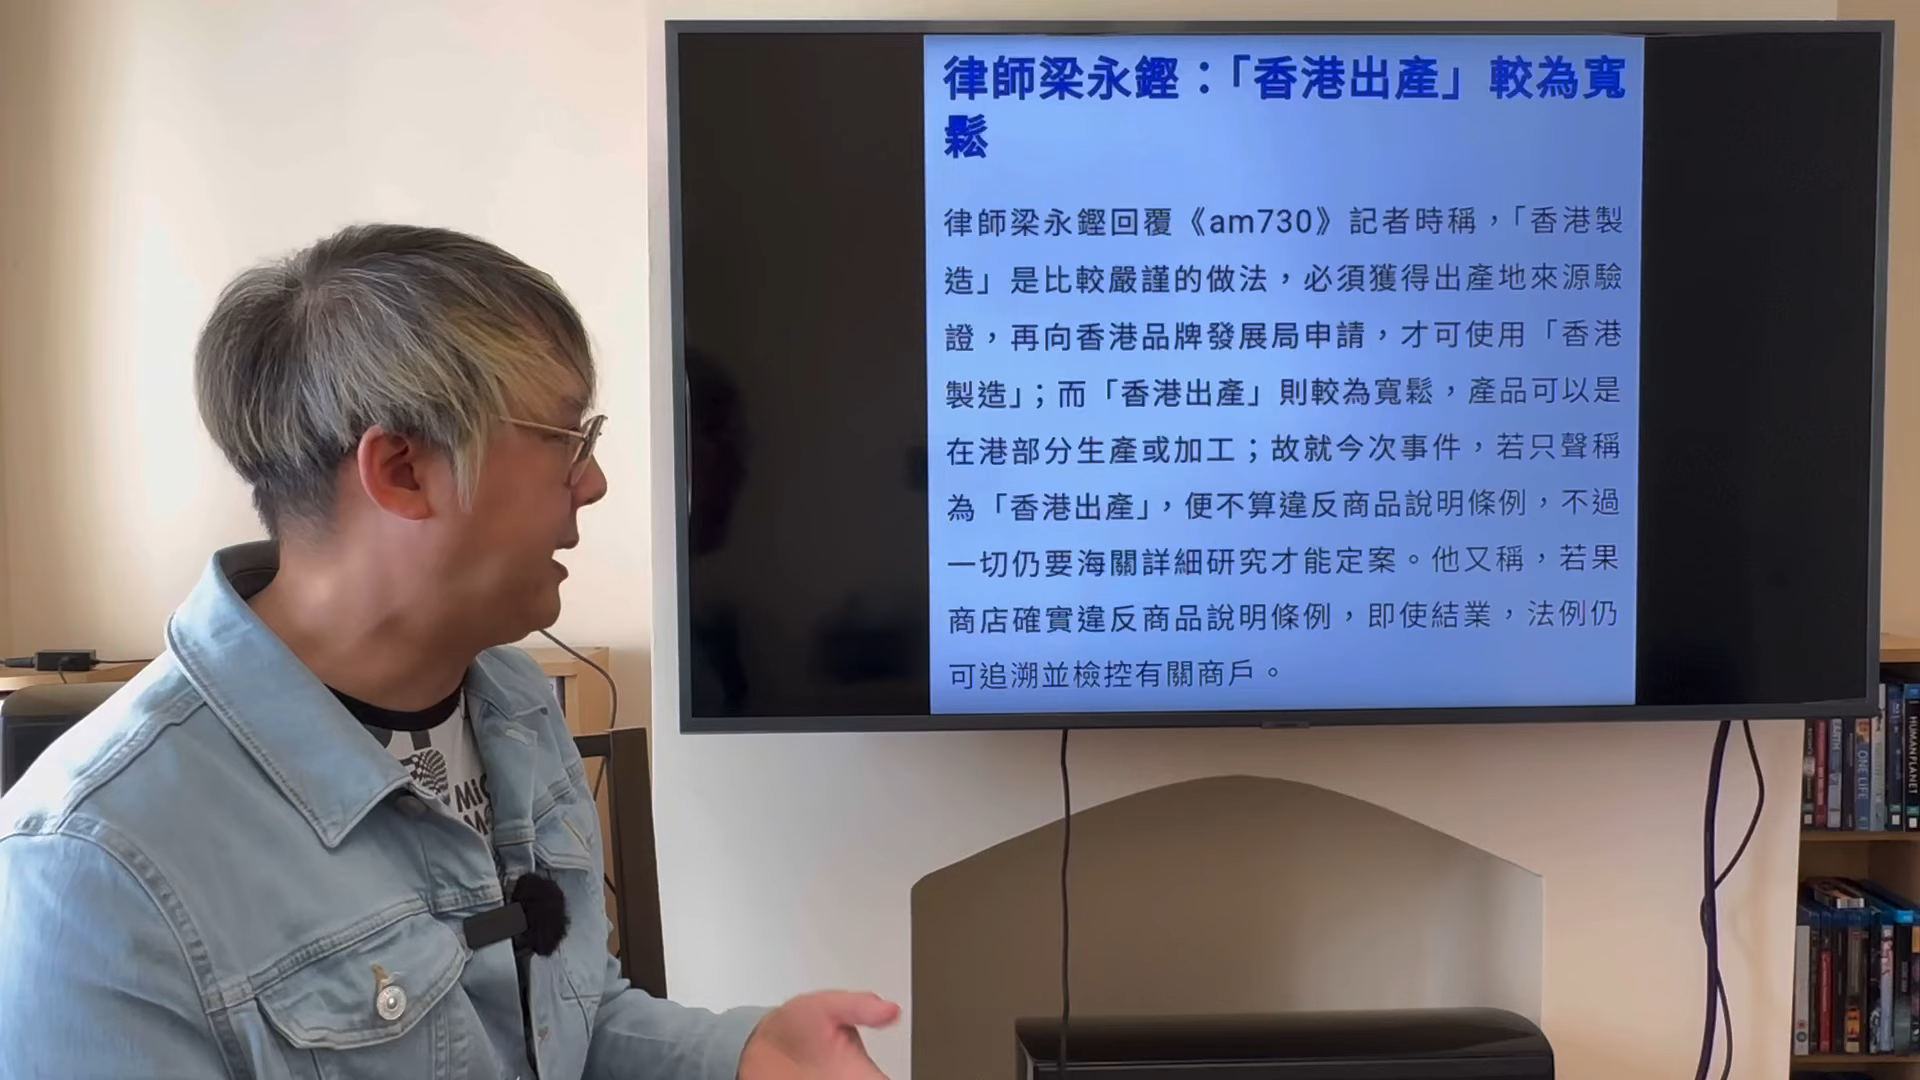 律師梁永鏗：「香港出產」較為寬
鬆
律師梁永鏗回覆《am730》記者時稱，「香港製
造」是比較嚴謹的做法，必須獲得出產地來源驗
證，再向香港品牌發展局申請，才可使用「香港
製造」；而「香港出產」則較為寬鬆，產品可以是
在港部分生產或加工；故就今次事件，若只聲稱
為「香港出產」，便不算違反商品說明條例，不過
一切仍要海關詳細研究才能定案。他又稱，若果
商店確實違反商品說明條例，即使結業，法例仍
可追溯並檢控有關商戶。
ONE LIFE
HUMAN PLANET